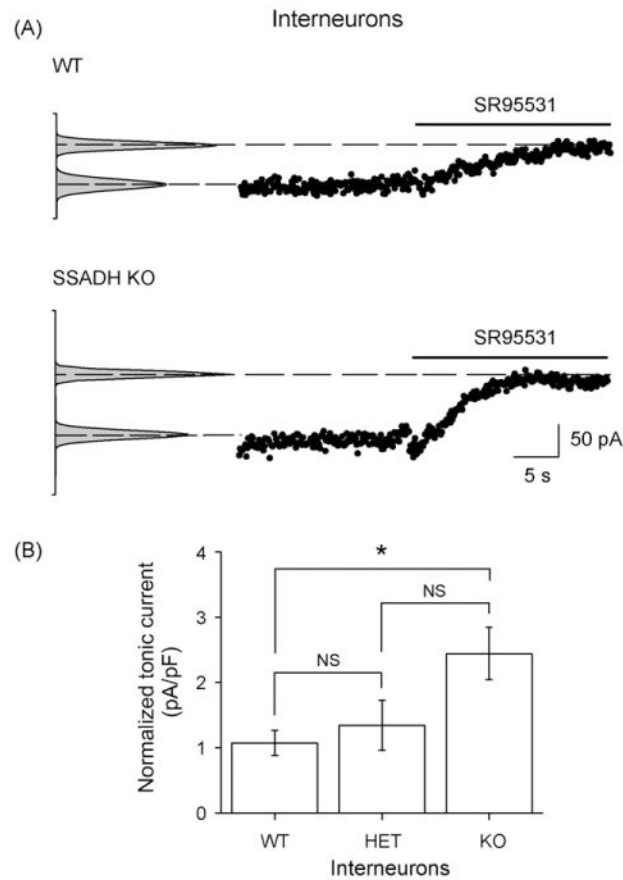 Interneurons
(A)
WT
SR95531
SSADH KO
SR95531
50 pA
5 s
(B)
4
3
2
1
0
Normalized tonic current
(pA/pF)
*
NS
NS
WT HET KO
Interneurons